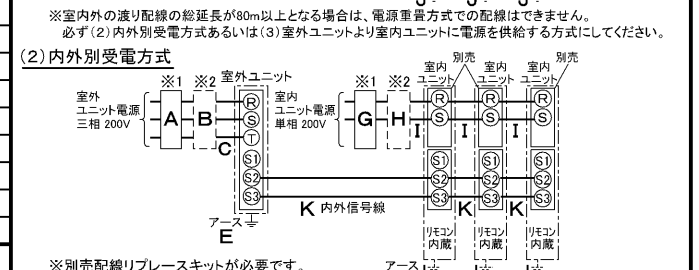 ※室内外の渡り配線の総延長が80m以上となる場合は、電源重畳方式での配線はできません。
必ず(2)内外別受電方式あるいは(3)室外ユニットより室内ユニットに電源を供給する方式にしてください。
(2)内外別受電方式
別売 別売
※1 ※2 室外ユニット ※1 ※2 室内ユニット 室内ユニット 室内ユニット
室外
ユニット電源
三相 200V
A B C
R
S
T
S1
S2
S3
室内
ユニット電源
単相 200V
G H I I I
R R R
S S S
S1 S1 S1
S2 S2 S2
S3 S3 S3
K 内外信号線 K K
アース
E
リモコン内蔵 リモコン内蔵 リモコン内蔵
アース
※別売配線リプレースキットが必要です。